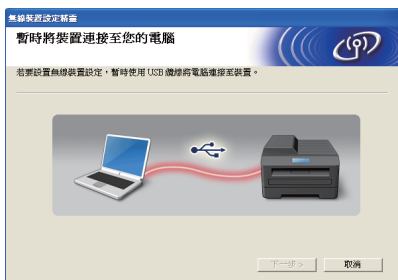 無線裝置設定精靈
暫時將裝置連接至您的電腦
若要設置無線裝置設定，暫時使用 USB 纜線將電腦連接至裝置。
下一步 >
取消